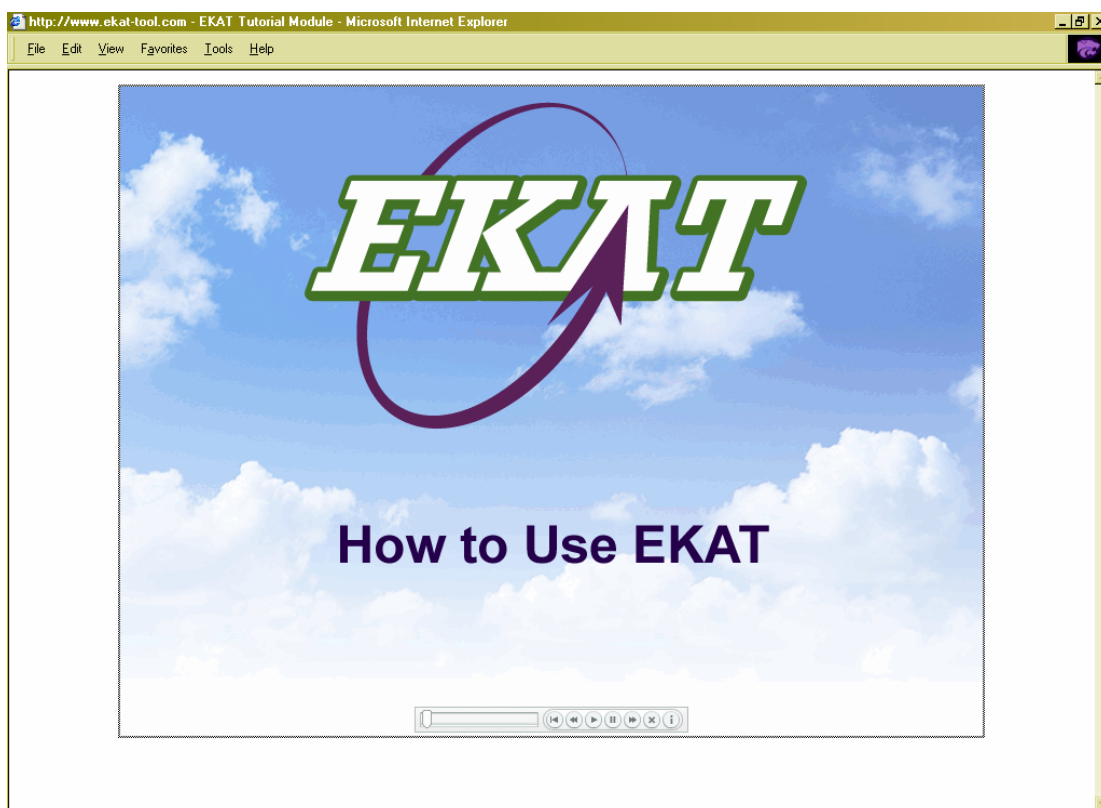 http://www.ekat-tool.com - EKAT Tutorial Module - Microsoft Internet Explorer
File Edit View Favorites Tools Help
EKAT
How to Use EKAT